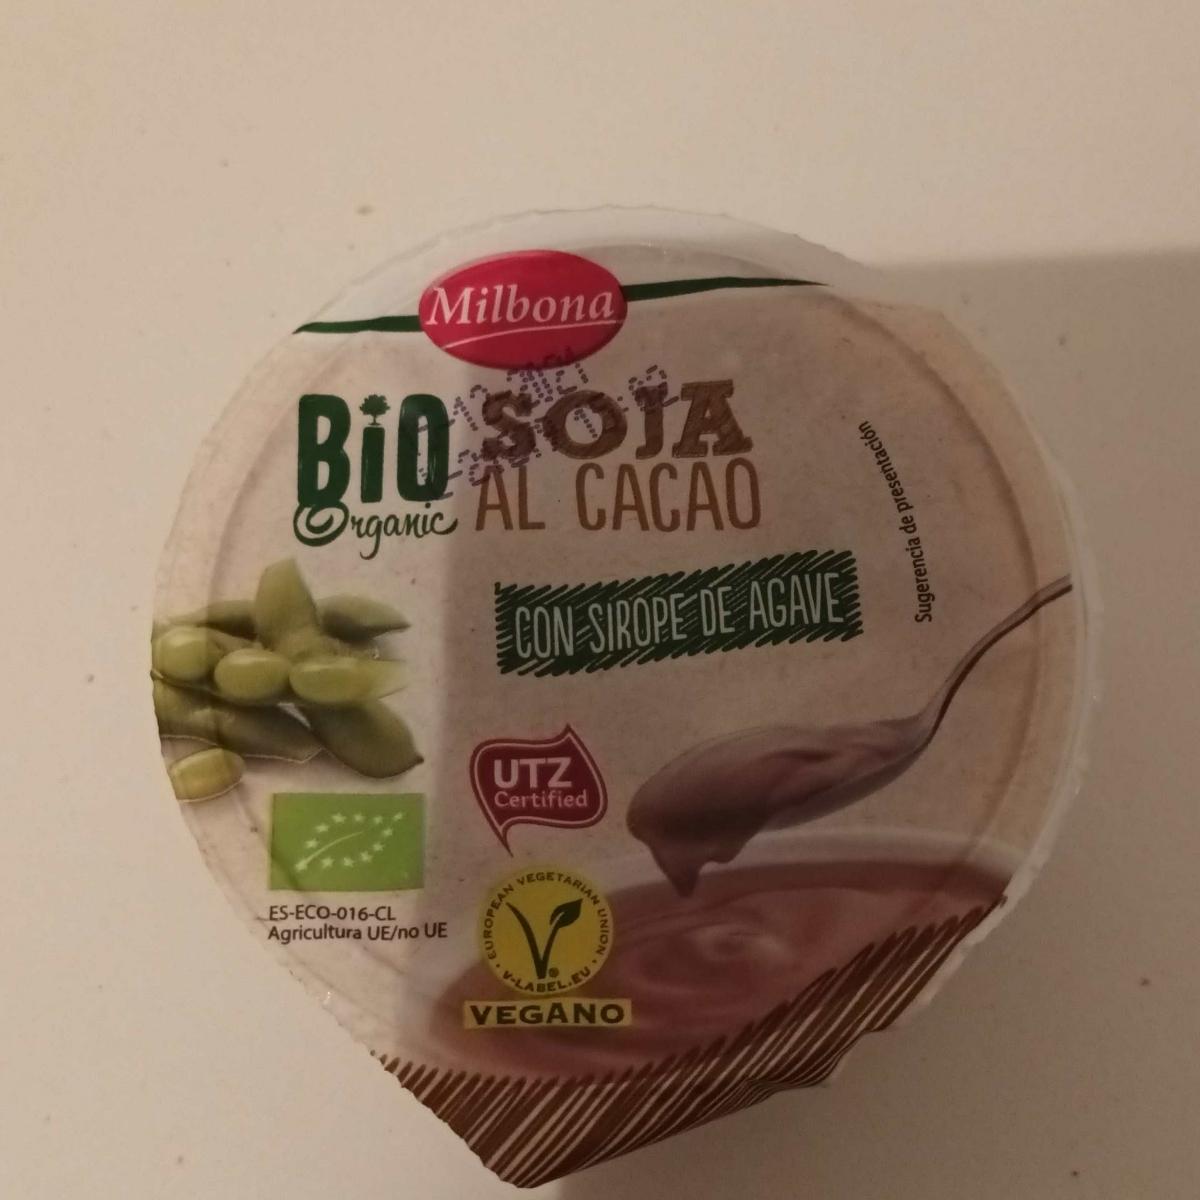 Milbona
BiO
Organic
SOJA
AL CACAO
CON SIROPE DE AGAVE
Sugerencia de presentación
UTZ
Certified
ES-ECO-016-CL
Agricultura UE/no UE
EUROPEAN VEGETARIAN UNION
V-LABEL.EU
VEGANO